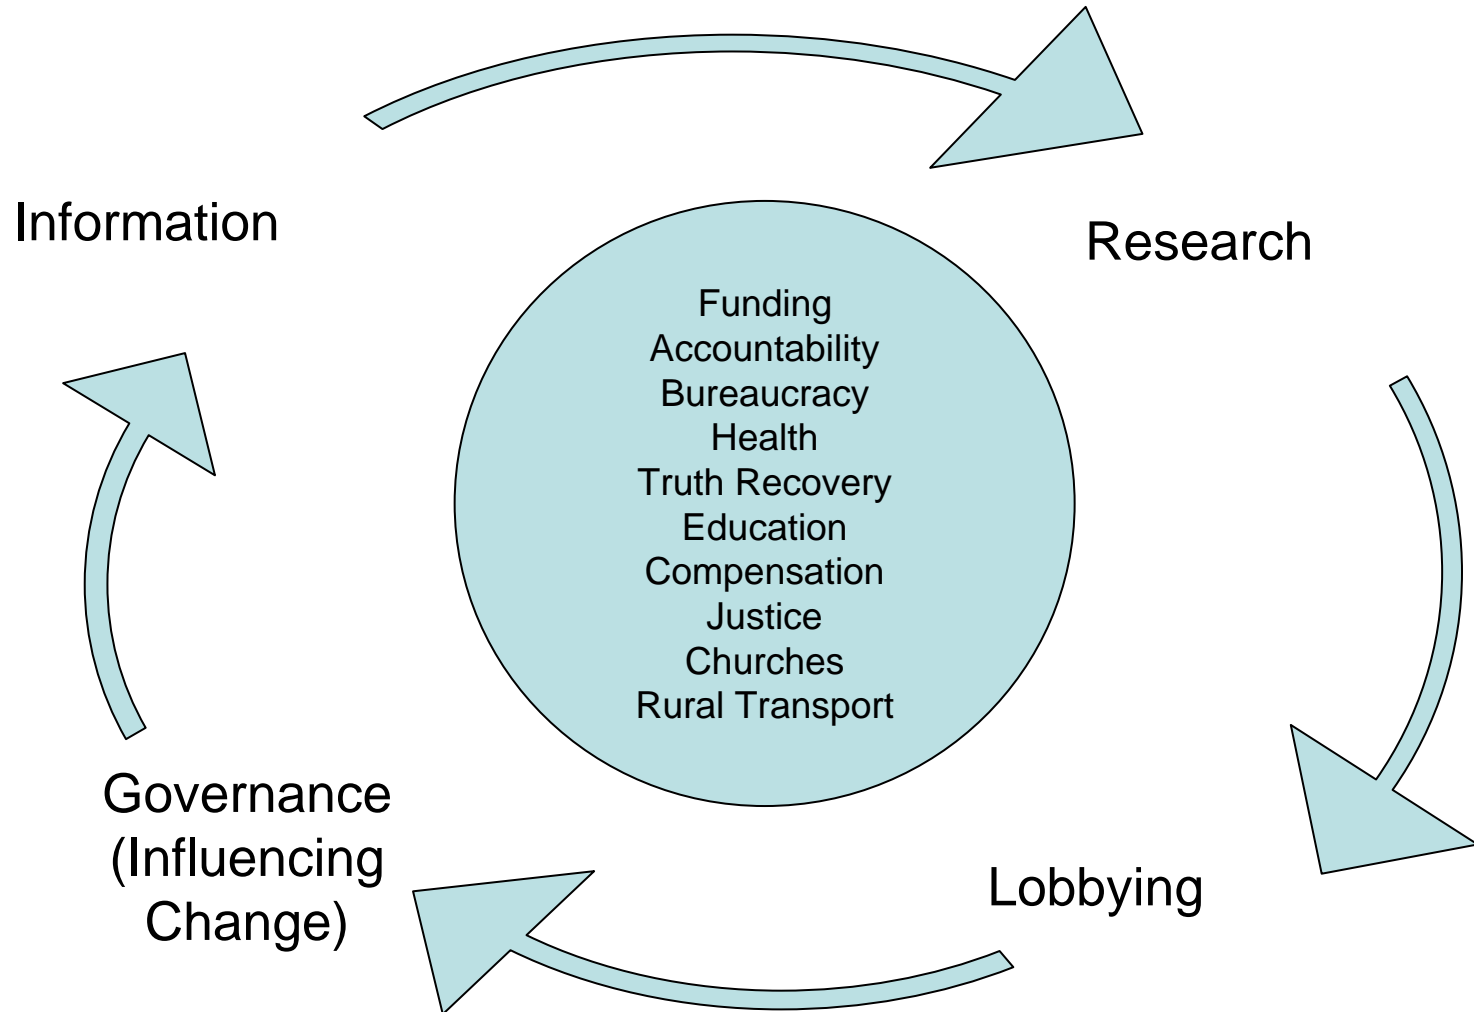 Information
Research
Funding
Accountability
Bureaucracy
Health
Truth Recovery
Education
Compensation
Justice
Churches
Rural Transport
Governance
(Influencing
Change)
Lobbying